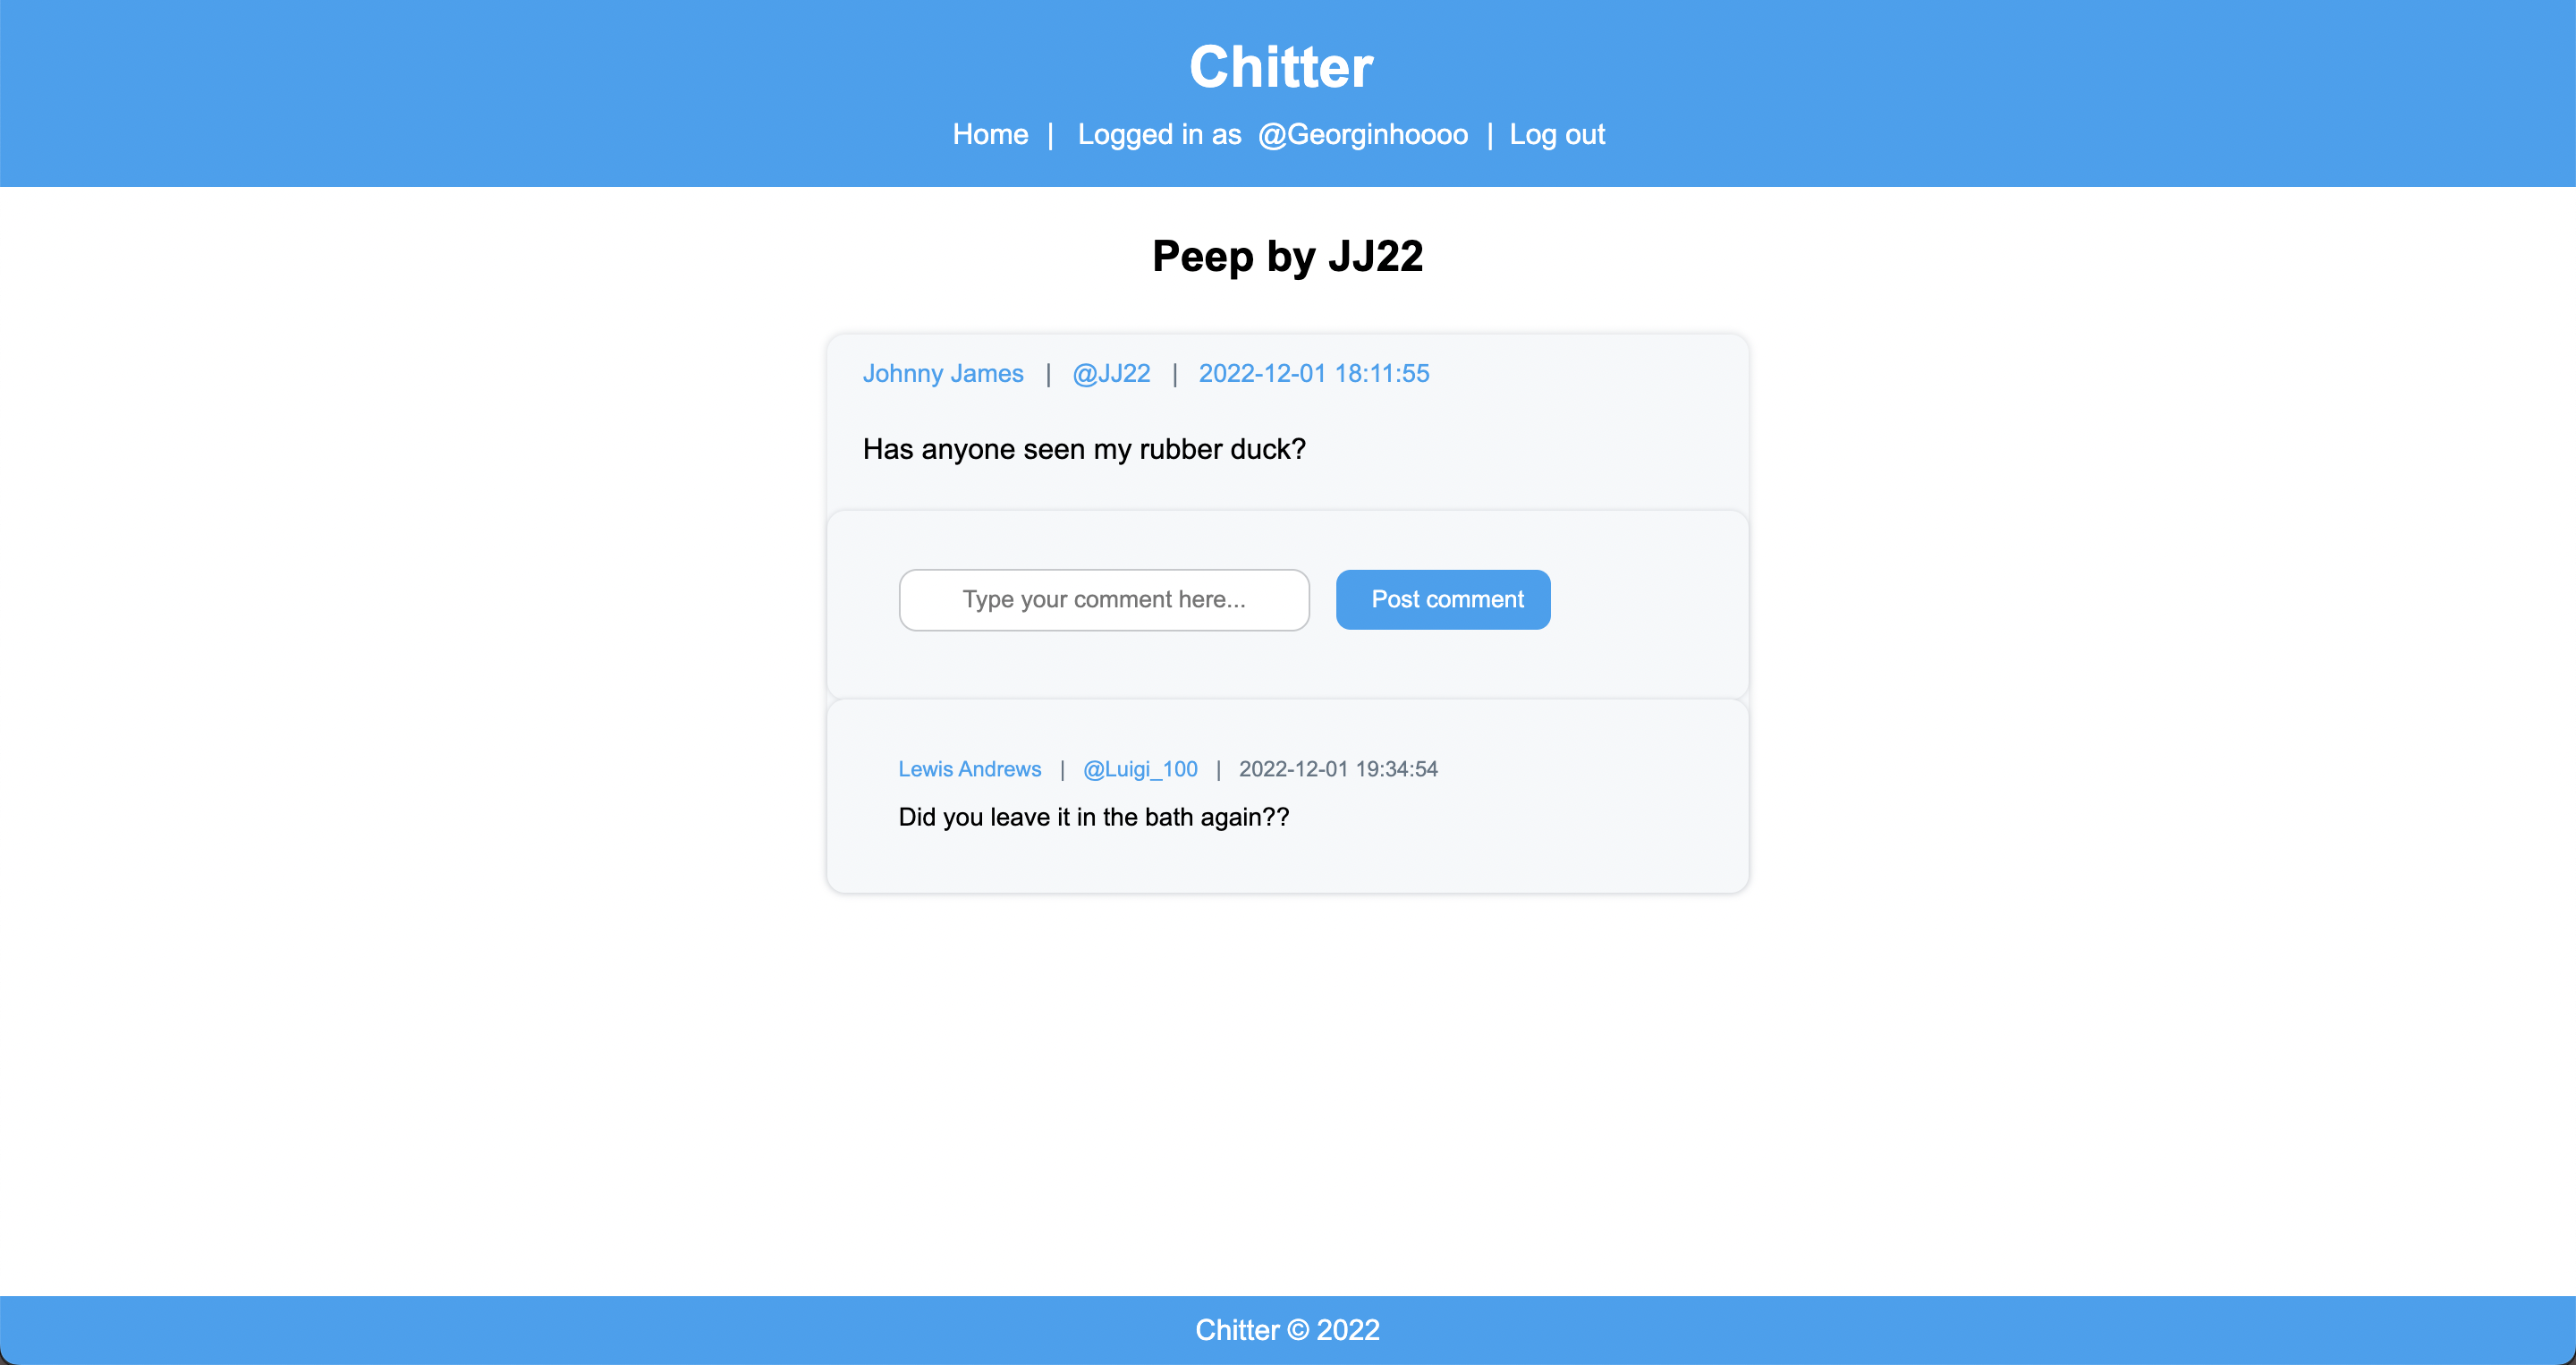 Chitter
Home | Logged in as @Georginhoooo | Log out
Peep by JJ22
Johnny James | @JJ22 | 2022-12-01 18:11:55
Has anyone seen my rubber duck?
Type your comment here... Post comment
Lewis Andrews | @Luigi_100 | 2022-12-01 19:34:54
Did you leave it in the bath again??
Chitter © 2022